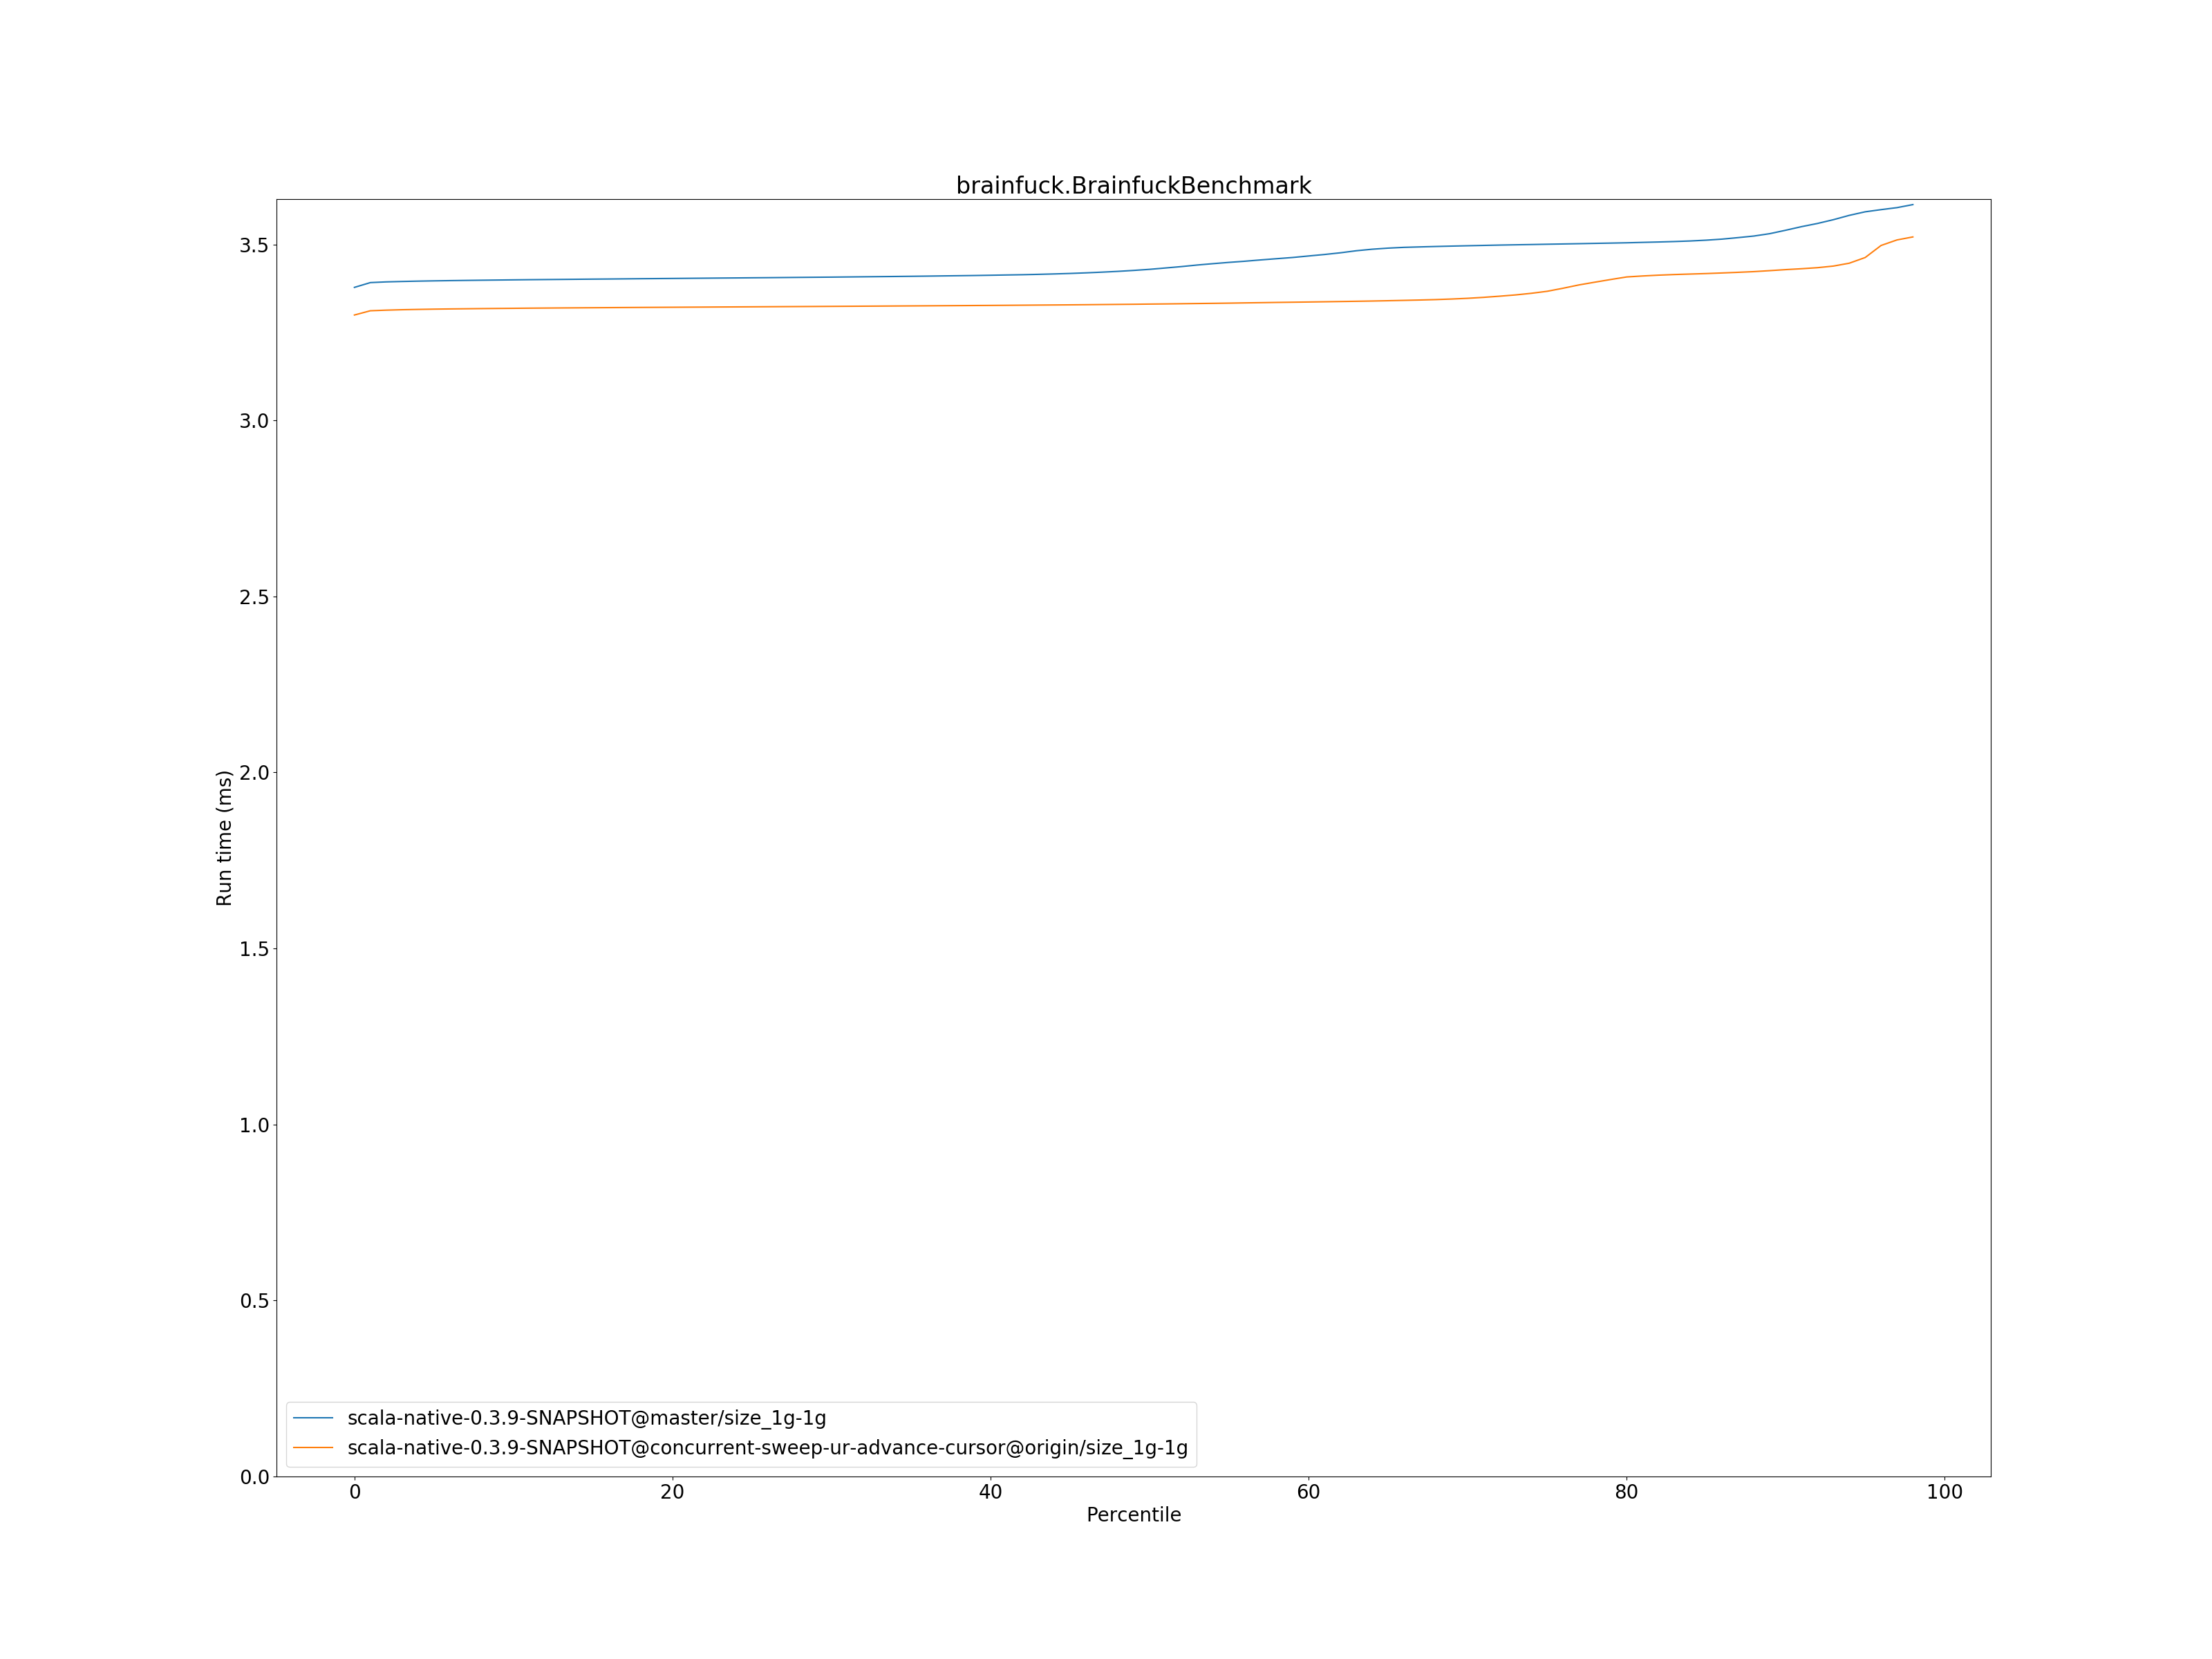 brainfuck.BrainfuckBenchmark
3.5
3.0
2.5
2.0
1.5
1.0
0.5
0.0
Run time (ms)
scala-native-0.3.9-SNAPSHOT@master/size_1g-1g
scala-native-0.3.9-SNAPSHOT@concurrent-sweep-ur-advance-cursor@origin/size_1g-1g
0 20 40 60 80 100
Percentile